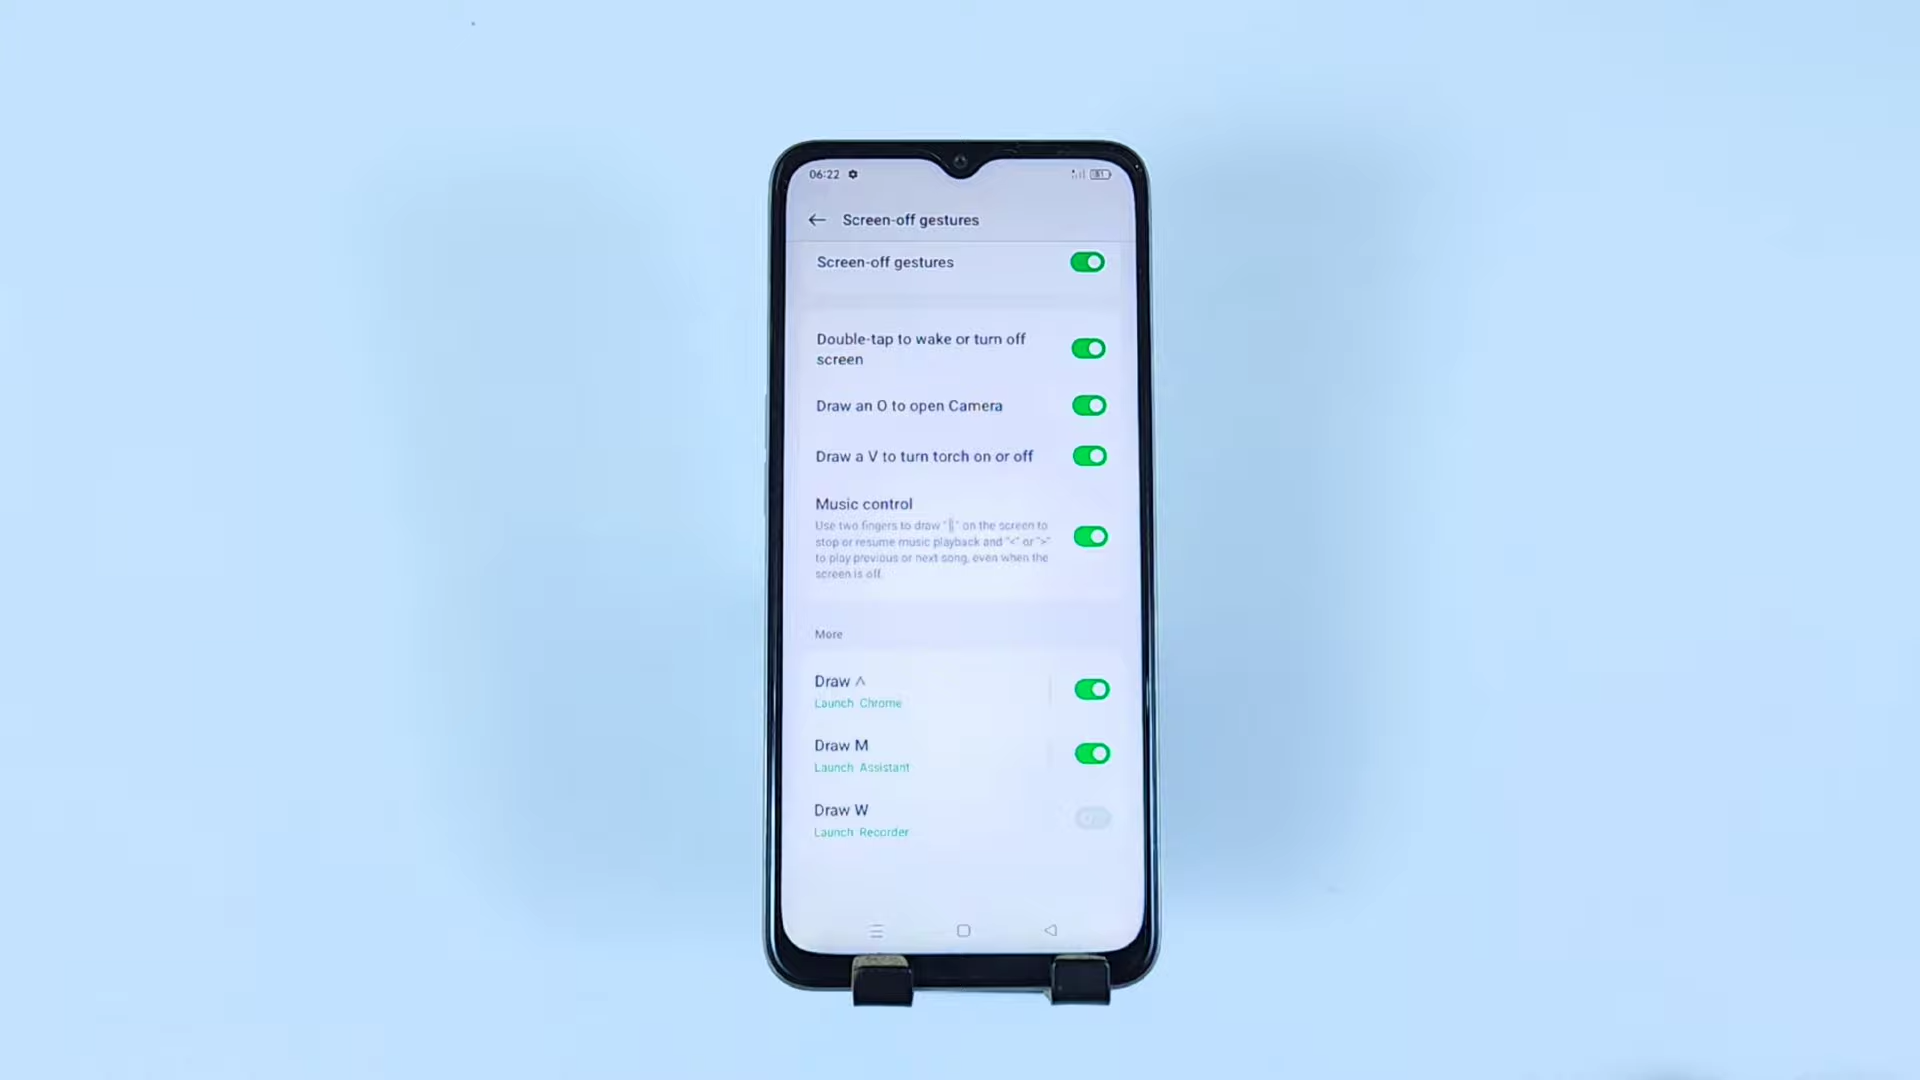 06:22 81
Screen-off gestures
Screen-off gestures
Double-tap to wake or turn off
screen
Draw an O to open Camera
Draw a V to turn torch on or off
Music control
Use two fingers to draw "||" on the screen to
stop or resume music playback and "<" or ">"
to play previous or next song, even when the
screen is off.
More
Draw ^
Launch Chrome
Draw M
Launch Assistant
Draw W
Launch Recorder